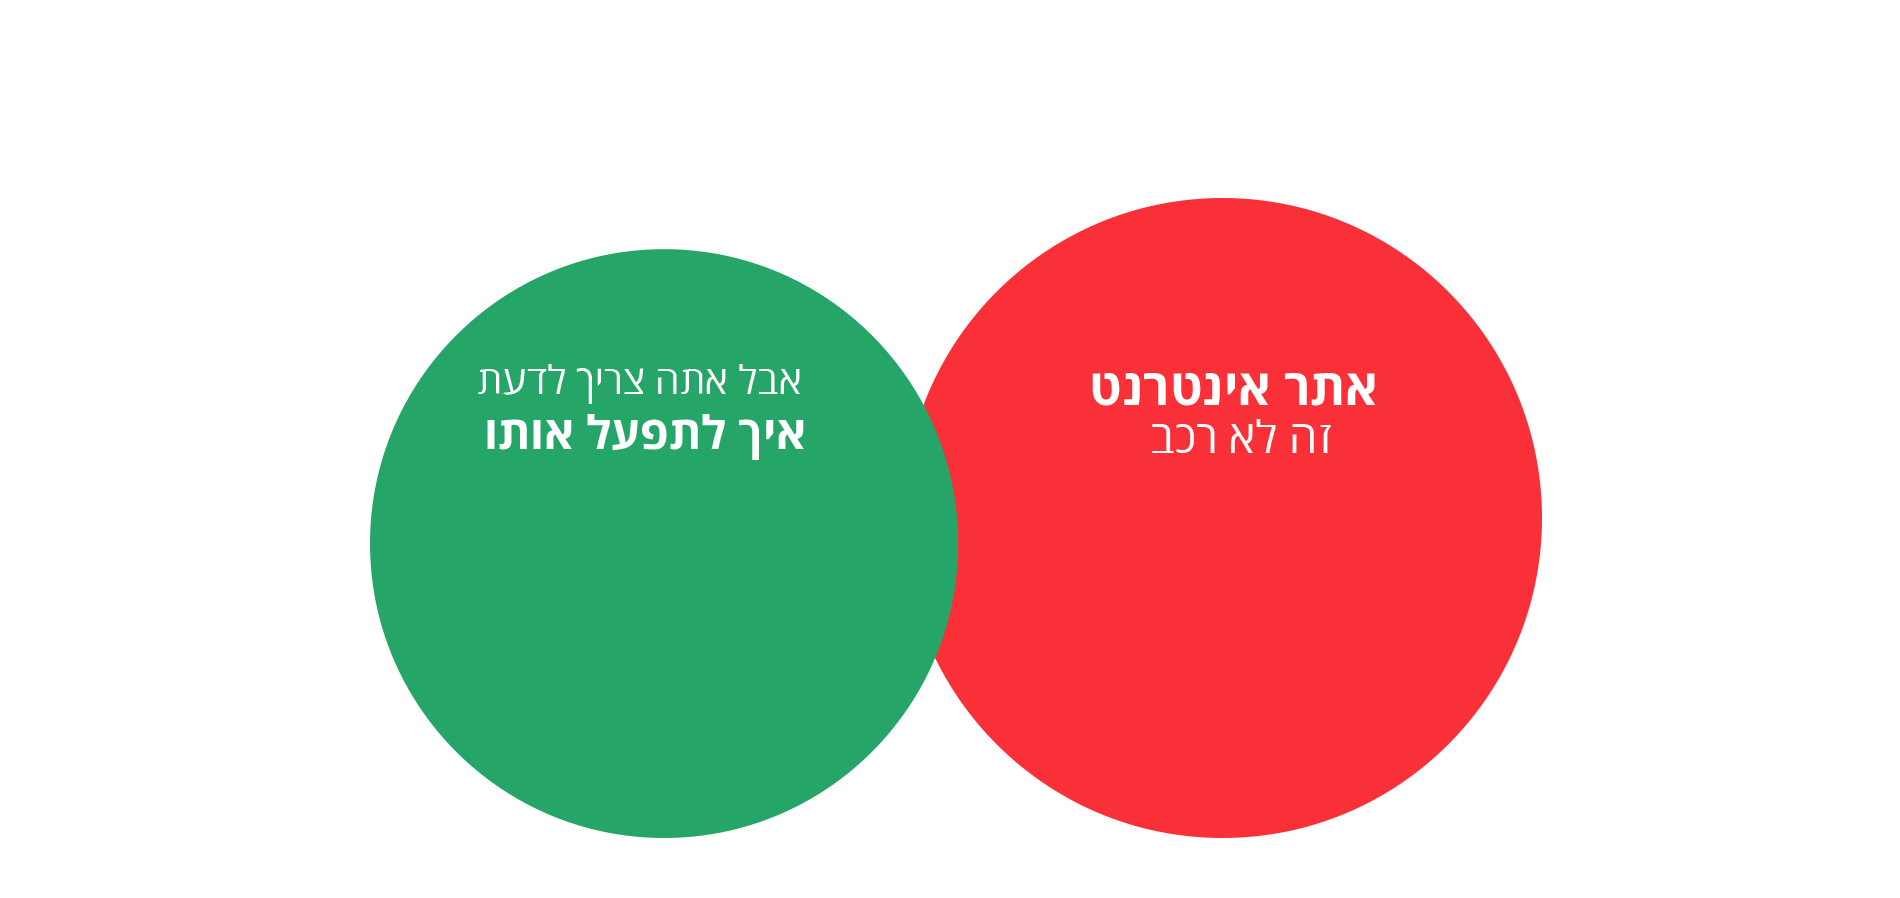 אתר אינטרנט
זה לא רכב
אבל אתה צריך לדעת
איך לתפעל אותו